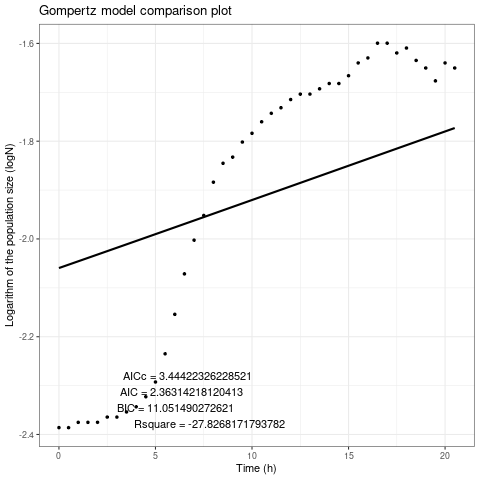 Gompertz model comparison plot
Logarithm of the population size (logN)
-1.6
-1.8
-2.0
-2.2
-2.4
AICc = 3.44422326228521
AIC = 2.36314218120413
BIC = 11.051490272621
Rsquare = -27.8268171793782
0
5
10
15
20
Time (h)